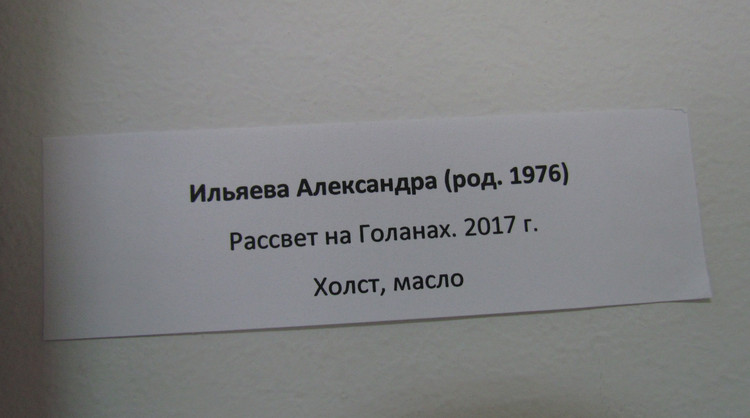 Ильяева Александра (род. 1976)
Рассвет на Голанах. 2017 г.
Холст, масло